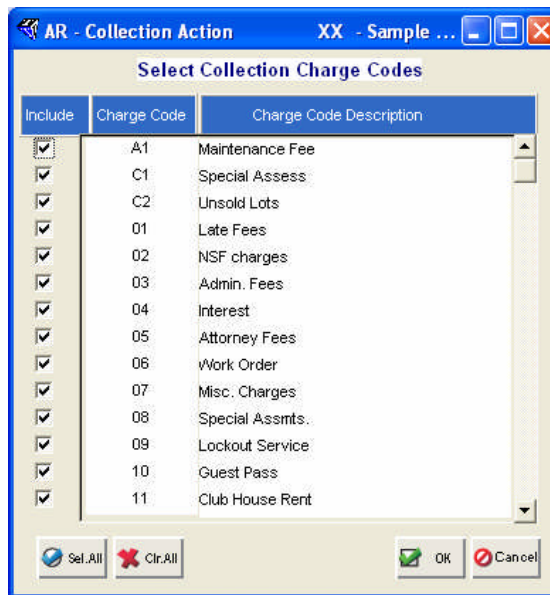 AR - Collection Action XX - Sample ...
Select Collection Charge Codes
Include Charge Code Charge Code Description
A1 Maintenance Fee
C1 Special Assess
C2 Unsold Lots
01 Late Fees
02 NSF charges
03 Admin. Fees
04 Interest
05 Attorney Fees
06 Work Order
07 Misc. Charges
08 Special Assmts.
09 Lockout Service
10 Guest Pass
11 Club House Rent
Sel.All Clr.All OK Cancel